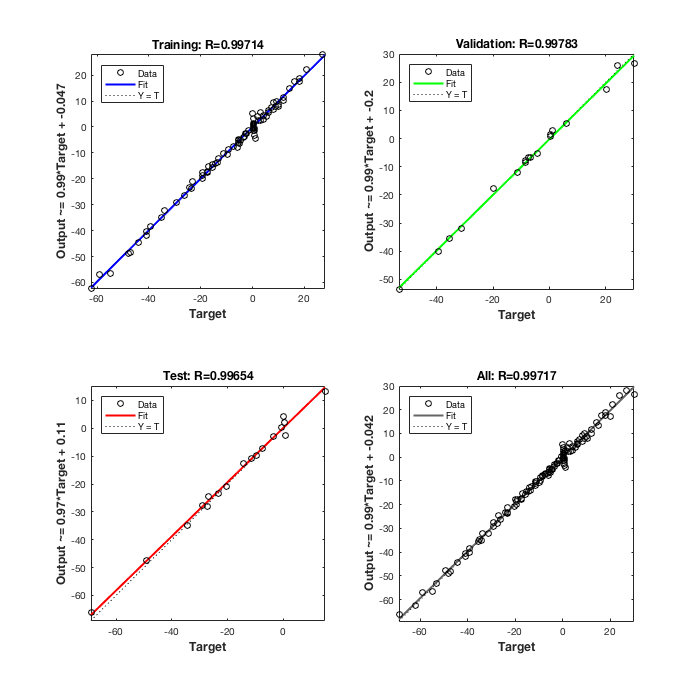 Training: R=0.99714
Output ~= 0.99*Target + -0.047
Data
Fit
Y = T
20
10
0
-10
-20
-30
-40
-50
-60
-60
-40
-20
0
20
Target
Validation: R=0.99783
Output ~= 0.99*Target + -0.2
Data
Fit
Y = T
30
20
10
0
-10
-20
-30
-40
-50
-40
-20
0
20
Target
Test: R=0.99654
Output ~= 0.97*Target + 0.11
Data
Fit
Y = T
10
0
-10
-20
-30
-40
-50
-60
-60
-40
-20
0
Target
All: R=0.99717
Output ~= 0.99*Target + -0.042
Data
Fit
Y = T
30
20
10
0
-10
-20
-30
-40
-50
-60
-60
-40
-20
0
20
Target